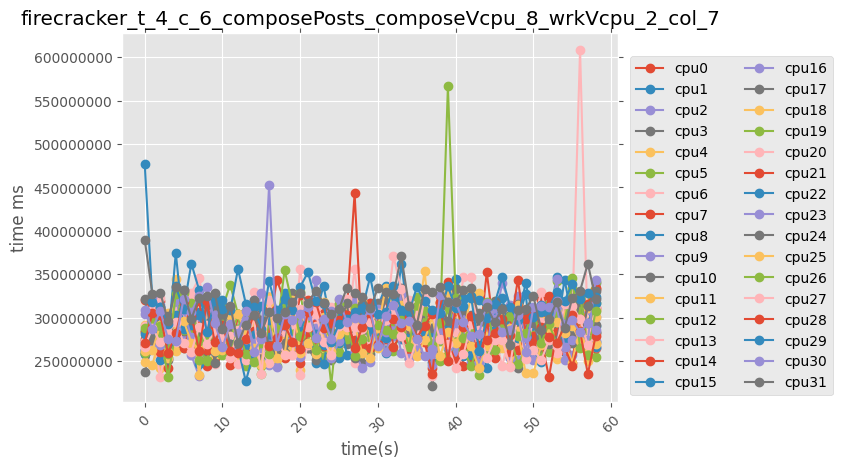 firecracker_t_4_c_6_composePosts_composeVcpu_8_wrkVcpu_2_col_7
600000000
550000000
500000000
450000000
400000000
350000000
300000000
250000000
time ms
0 10 20 30 40 50 60
time(s)
cpu0 cpu16
cpu1 cpu17
cpu2 cpu18
cpu3 cpu19
cpu4 cpu20
cpu5 cpu21
cpu6 cpu22
cpu7 cpu23
cpu8 cpu24
cpu9 cpu25
cpu10 cpu26
cpu11 cpu27
cpu12 cpu28
cpu13 cpu29
cpu14 cpu30
cpu15 cpu31